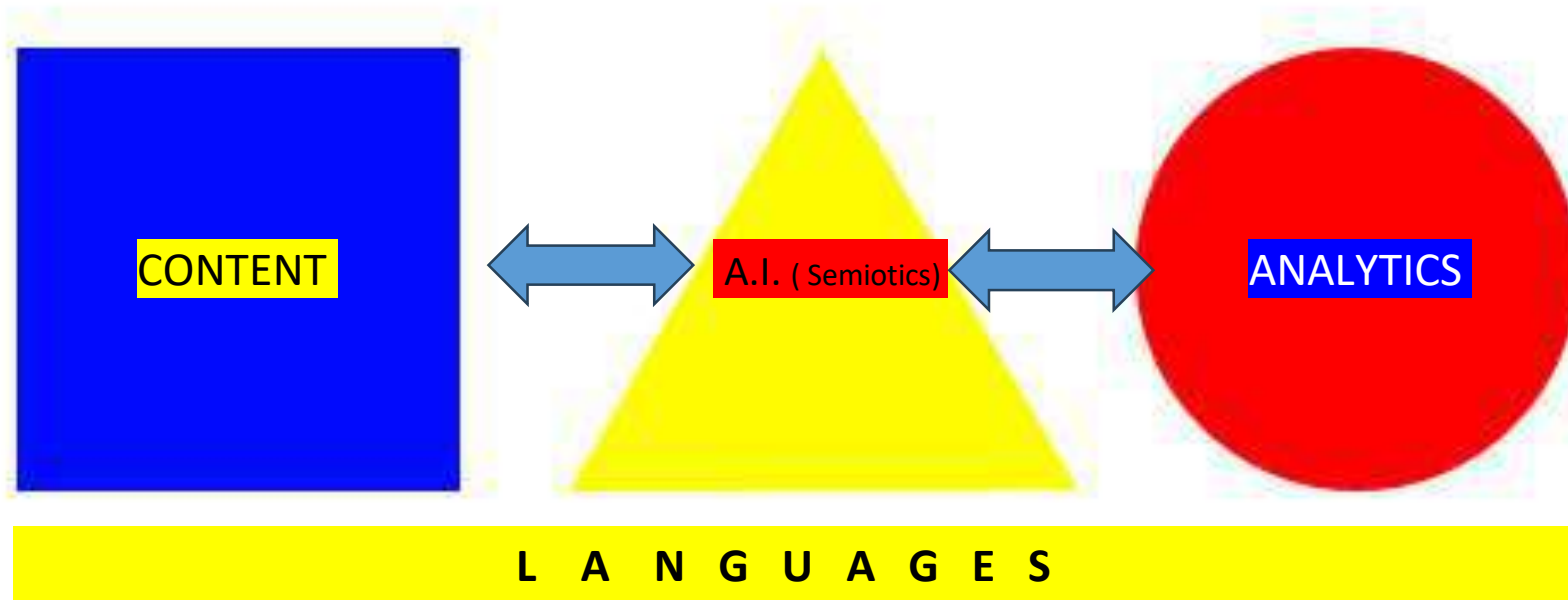 CONTENT
A.I. ( Semiotics)
ANALYTICS
L A N G U A G E S